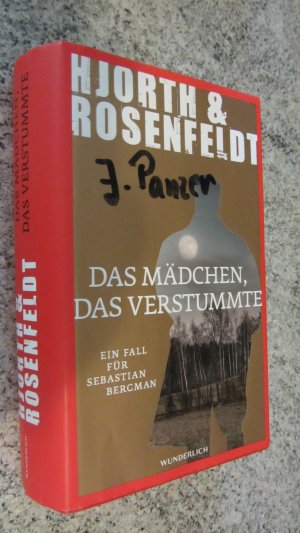 HJORTH &
ROSENFELDT
J. Panzer
DAS MÄDCHEN,
DAS VERSTUMMTE
EIN FALL
FÜR
SEBASTIAN
BERGMAN
WUNDERLICH
DAS MÄDCHEN,
DAS VERSTUMMTE
HJORTH &
ROSENFELDT
WUNDERLICH